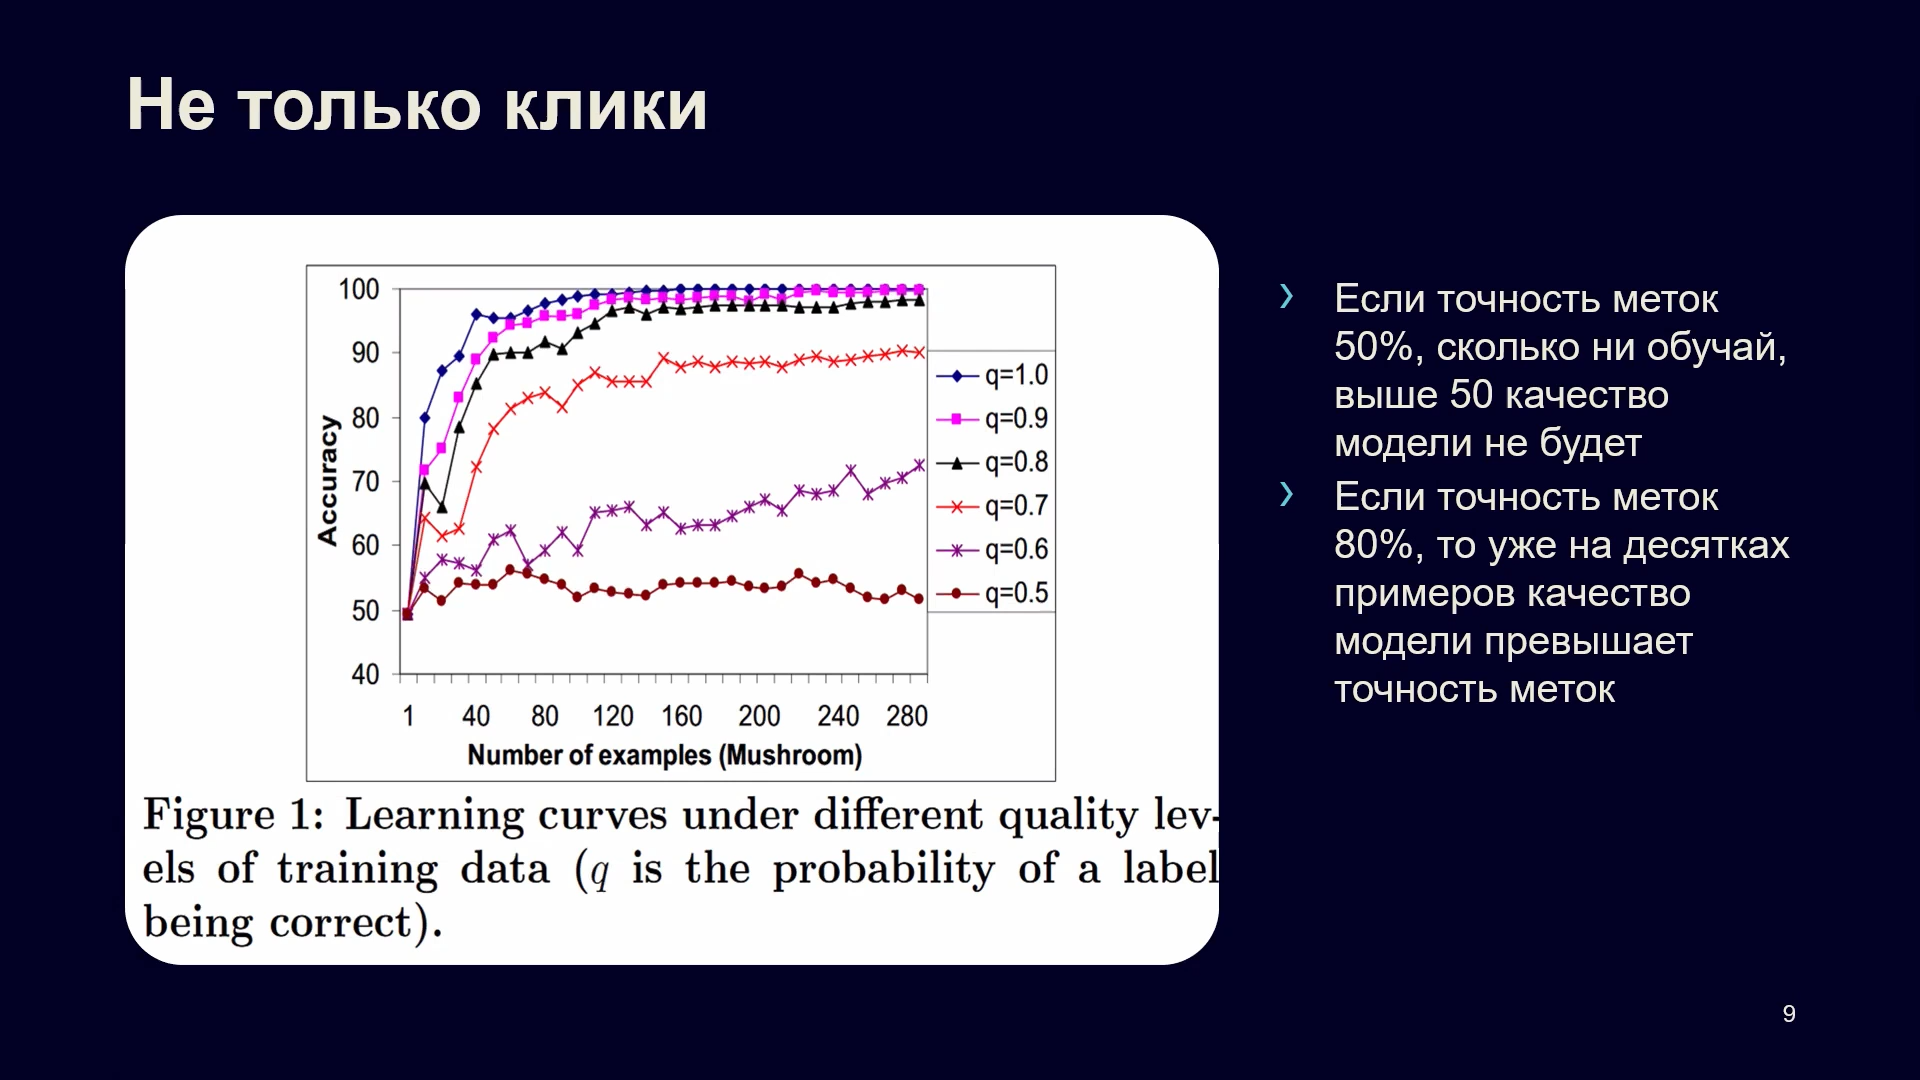 Не только клики
100
90
80
70
60
50
40
Accuracy
1 40 80 120 160 200 240 280
Number of examples (Mushroom)
q=1.0
q=0.9
q=0.8
q=0.7
q=0.6
q=0.5
Figure 1: Learning curves under different quality lev-
els of training data (q is the probability of a label
being correct).
› Если точность меток
50%, сколько ни обучай,
выше 50 качество
модели не будет
› Если точность меток
80%, то уже на десятках
примеров качество
модели превышает
точность меток
9